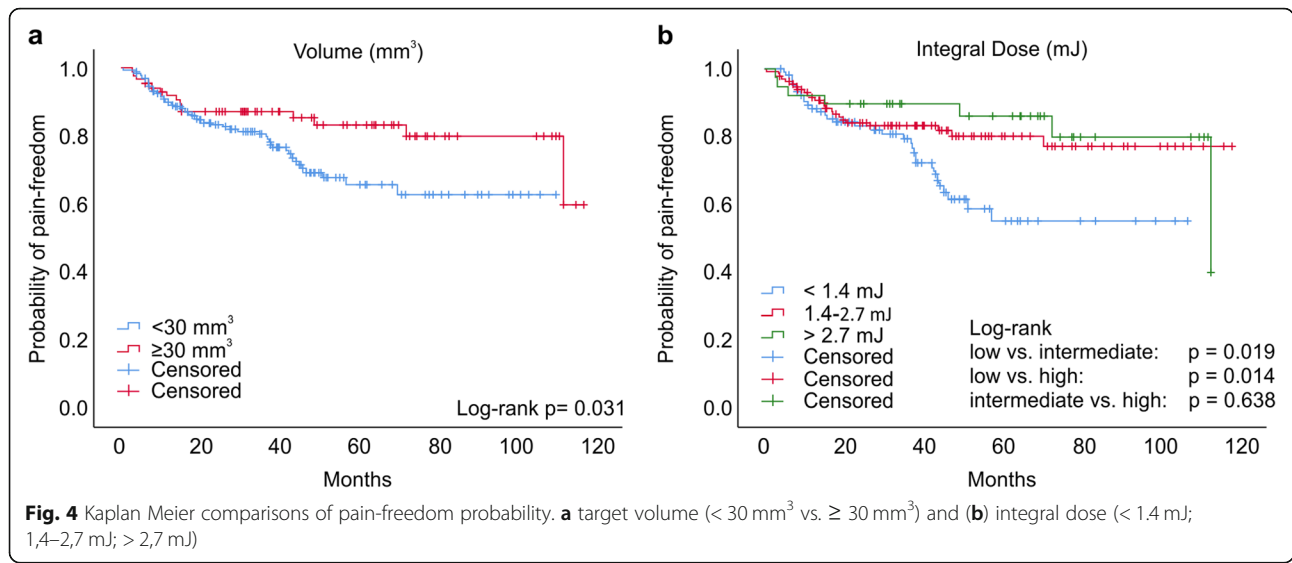 a
Volume (mm³)
Probability of pain-freedom
1.0
0.8
0.6
0.4
0.2
0.0
<30 mm³
≥30 mm³
Censored
Censored
Log-rank p= 0.031
0 20 40 60 80 100 120
Months
b
Integral Dose (mJ)
Probability of pain-freedom
1.0
0.8
0.6
0.4
0.2
0.0
< 1.4 mJ
1.4-2.7 mJ
> 2.7 mJ
Censored
Censored
Censored
Log-rank
low vs. intermediate: p = 0.019
low vs. high: p = 0.014
intermediate vs. high: p = 0.638
0 20 40 60 80 100 120
Months
Fig. 4 Kaplan Meier comparisons of pain-freedom probability. a target volume (< 30 mm³ vs. ≥ 30 mm³) and (b) integral dose (< 1.4 mJ;
1,4–2,7 mJ; > 2,7 mJ)